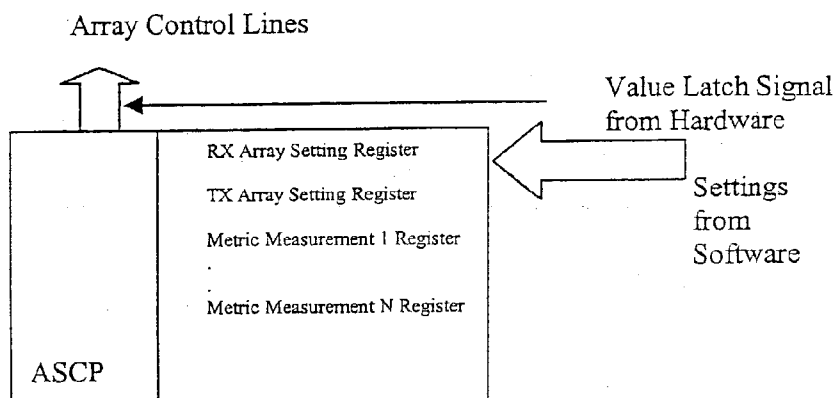 Array Control Lines
Value Latch Signal
from Hardware
RX Array Setting Register
TX Array Setting Register
Settings
from
Software
Metric Measurement 1 Register
.
.
Metric Measurement N Register
ASCP